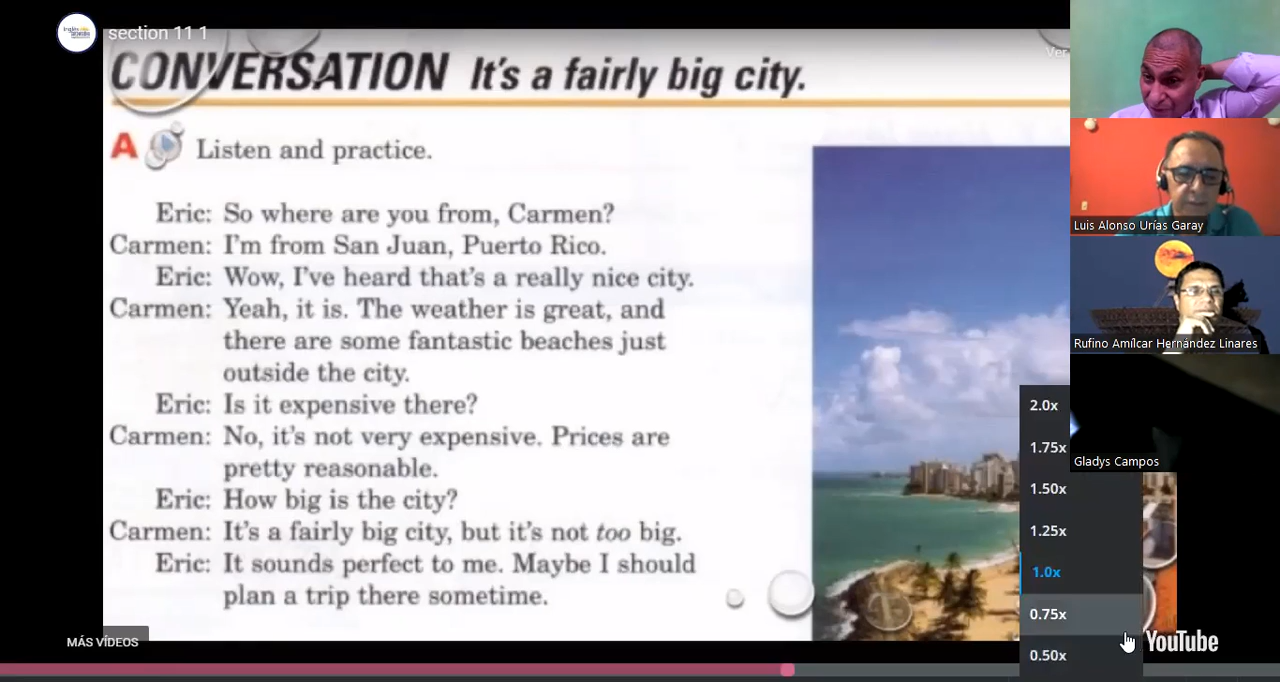 section 11 1
Ver
CONVERSATION It's a fairly big city.
A Listen and practice.
Eric: So where are you from, Carmen?
Carmen: I'm from San Juan, Puerto Rico.
Eric: Wow, I've heard that's a really nice city.
Carmen: Yeah, it is. The weather is great, and
there are some fantastic beaches just
outside the city.
Eric: Is it expensive there?
Carmen: No, it's not very expensive. Prices are
pretty reasonable.
Eric: How big is the city?
Carmen: It's a fairly big city, but it's not too big.
Eric: It sounds perfect to me. Maybe I should
plan a trip there sometime.
MÁS VÍDEOS
2.0x
1.75x
1.50x
1.25x
1.0x
0.75x
0.50x
YouTube
Luis Alonso Urías Garay
Rufino Amílcar Hernández Linares
Gladys Campos